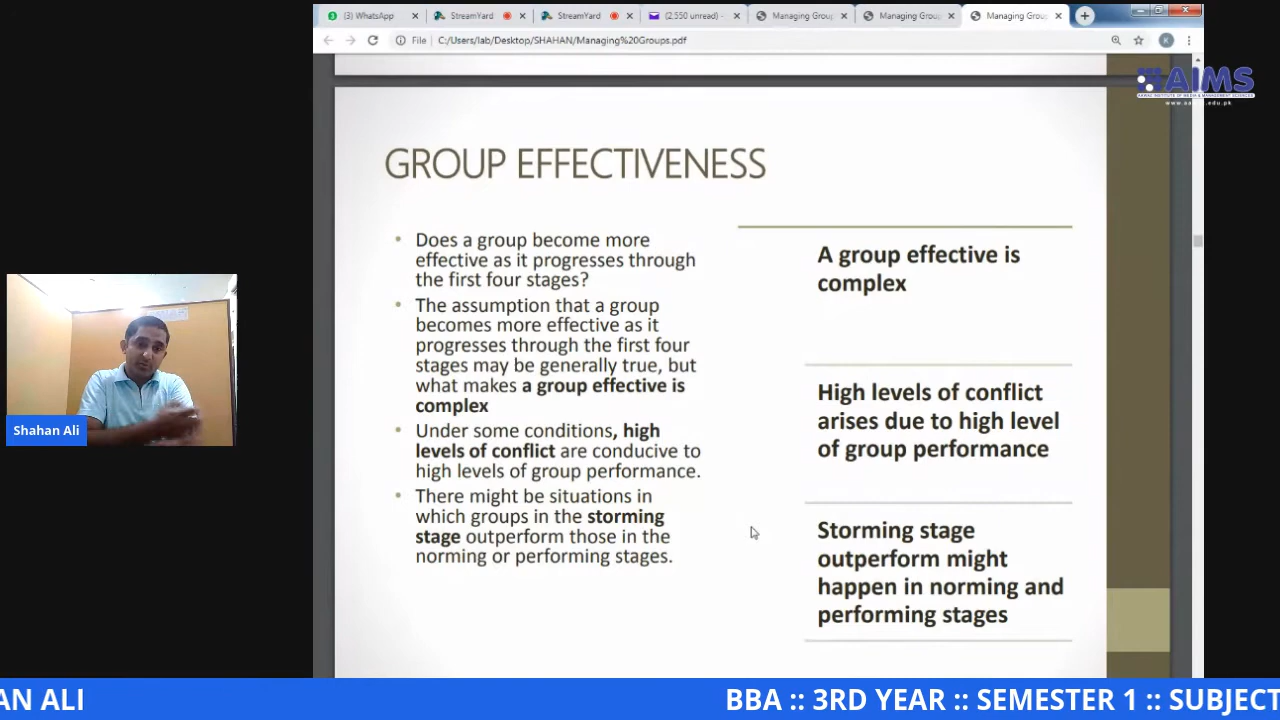 (3) WhatsApp
StreamYard
StreamYard
(2,550 unread) -
Managing Group
Managing Group
Managing Group
File
C:/Users/lab/Desktop/SHAHAN/Managing%20Groups.pdf
K
AIMS
GROUP EFFECTIVENESS
• Does a group become more
effective as it progresses through
the first four stages?
• The assumption that a group
becomes more effective as it
progresses through the first four
stages may be generally true, but
what makes a group effective is
complex
• Under some conditions, high
levels of conflict are conducive to
high levels of group performance.
• There might be situations in
which groups in the storming
stage outperform those in the
norming or performing stages.
A group effective is
complex
High levels of conflict
arises due to high level
of group performance
Storming stage
outperform might
happen in norming and
performing stages
Shahan Ali
AN ALI
BBA :: 3RD YEAR :: SEMESTER 1 :: SUBJECT